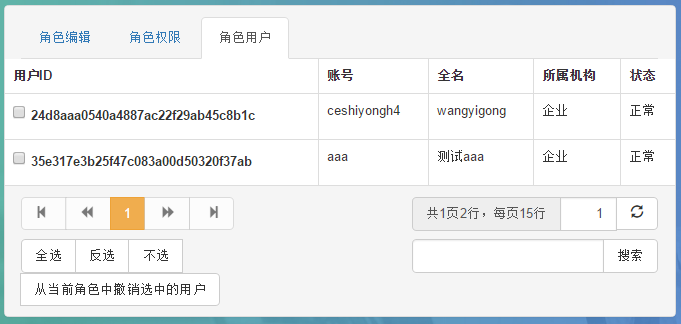 角色编辑 角色权限 角色用户
用户ID 账号 全名 所属机构 状态
24d8aaa0540a4887ac22f29ab45c8b1c ceshiyongh4 wangyigong 企业 正常
35e317e3b25f47c083a00d50320f37ab aaa 测试aaa 企业 正常
1 共1页2行，每页15行 1
全选 反选 不选 搜索
从当前角色中撤销选中的用户